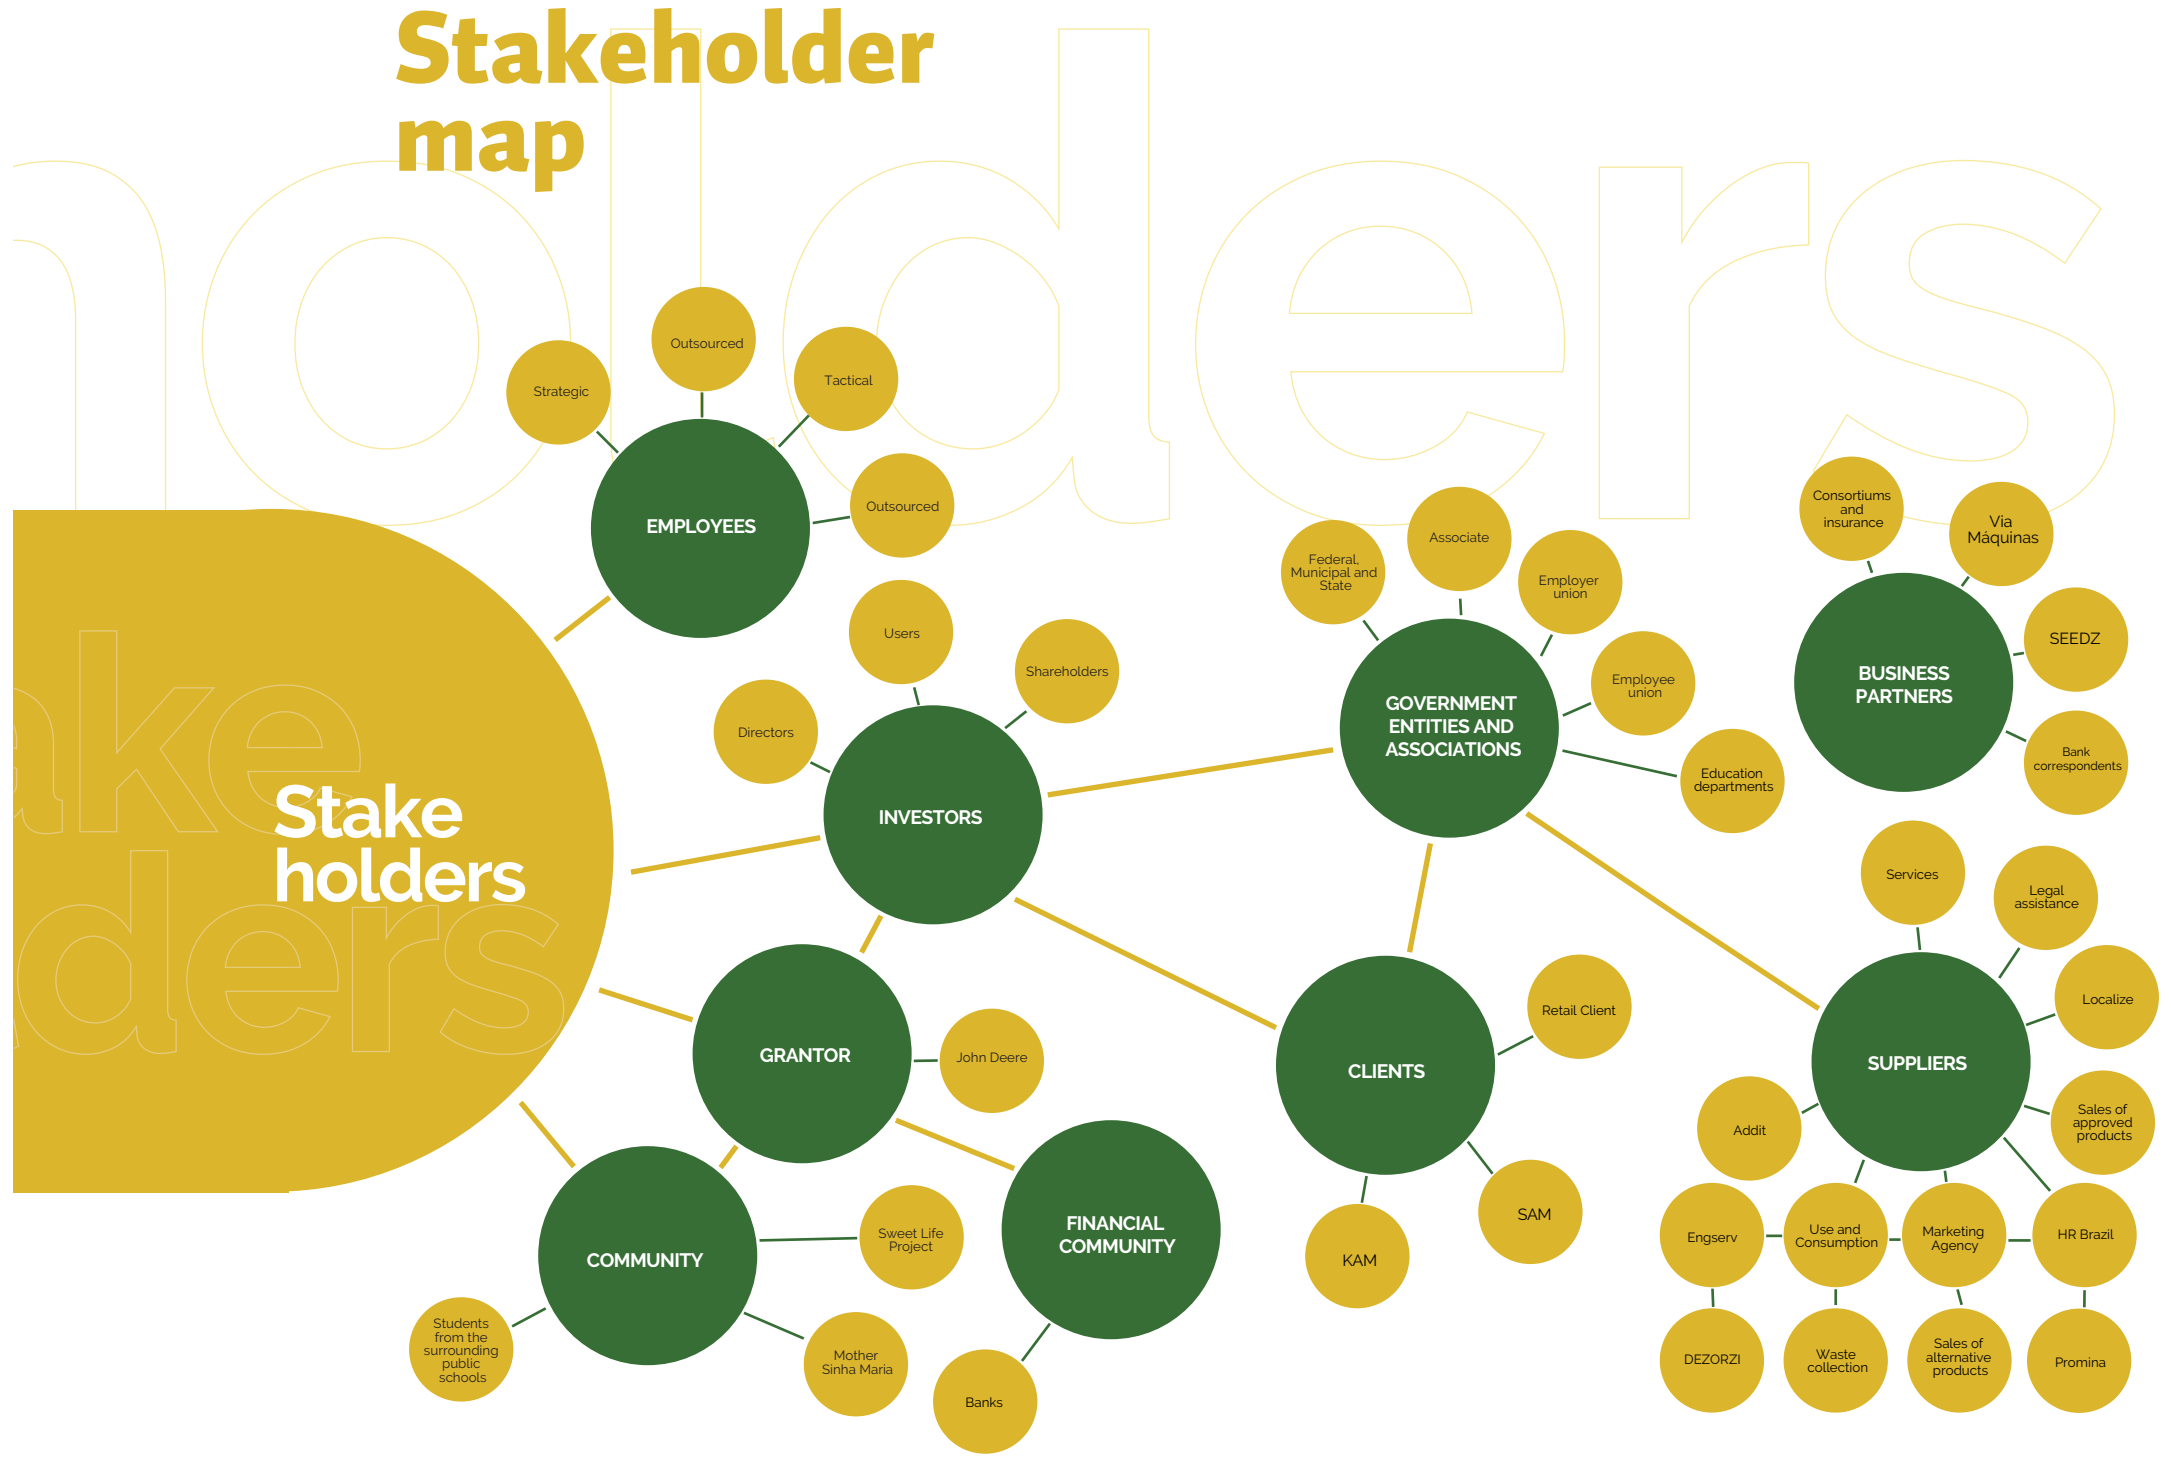 Stakeholder
map
holders
ake
lders
Stake
holders
Strategic
Outsourced
Tactical
Outsourced
EMPLOYEES
Users
Shareholders
Directors
INVESTORS
Federal,
Municipal and
State
Associate
Employer
union
Employee
union
Education
departments
GOVERNMENT
ENTITIES AND
ASSOCIATIONS
Consortiums
and
insurance
Via
Máquinas
SEEDZ
Bank
correspondents
BUSINESS
PARTNERS
GRANTOR
John Deere
COMMUNITY
Sweet Life
Project
Mother
Sinha Maria
Students
from the
surrounding
public
schools
FINANCIAL
COMMUNITY
Banks
CLIENTS
Retail Client
SAM
KAM
Services
Legal
assistance
Localize
SUPPLIERS
Sales of
approved
products
Addit
Engserv
Use and
Consumption
Marketing
Agency
HR Brazil
DEZORZI
Waste
collection
Sales of
alternative
products
Promina